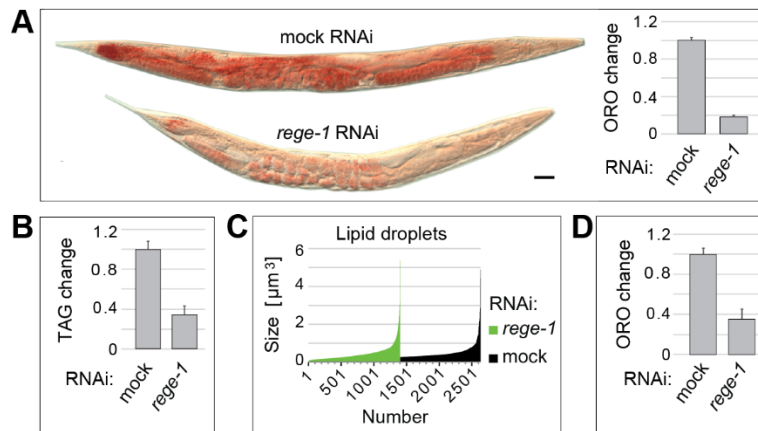 A
mock RNAi
rege-1 RNAi
ORO change
1.2
1
0.8
0.4
0
RNAi:
mock
rege-1
B
TAG change
1.2
0.8
0.4
0
RNAi:
mock
rege-1
C
Lipid droplets
Size [µm³]
6
4
2
0
1
501
1001
1501
2001
2501
Number
RNAi:
rege-1
mock
D
ORO change
1.2
0.8
0.4
0
RNAi:
mock
rege-1